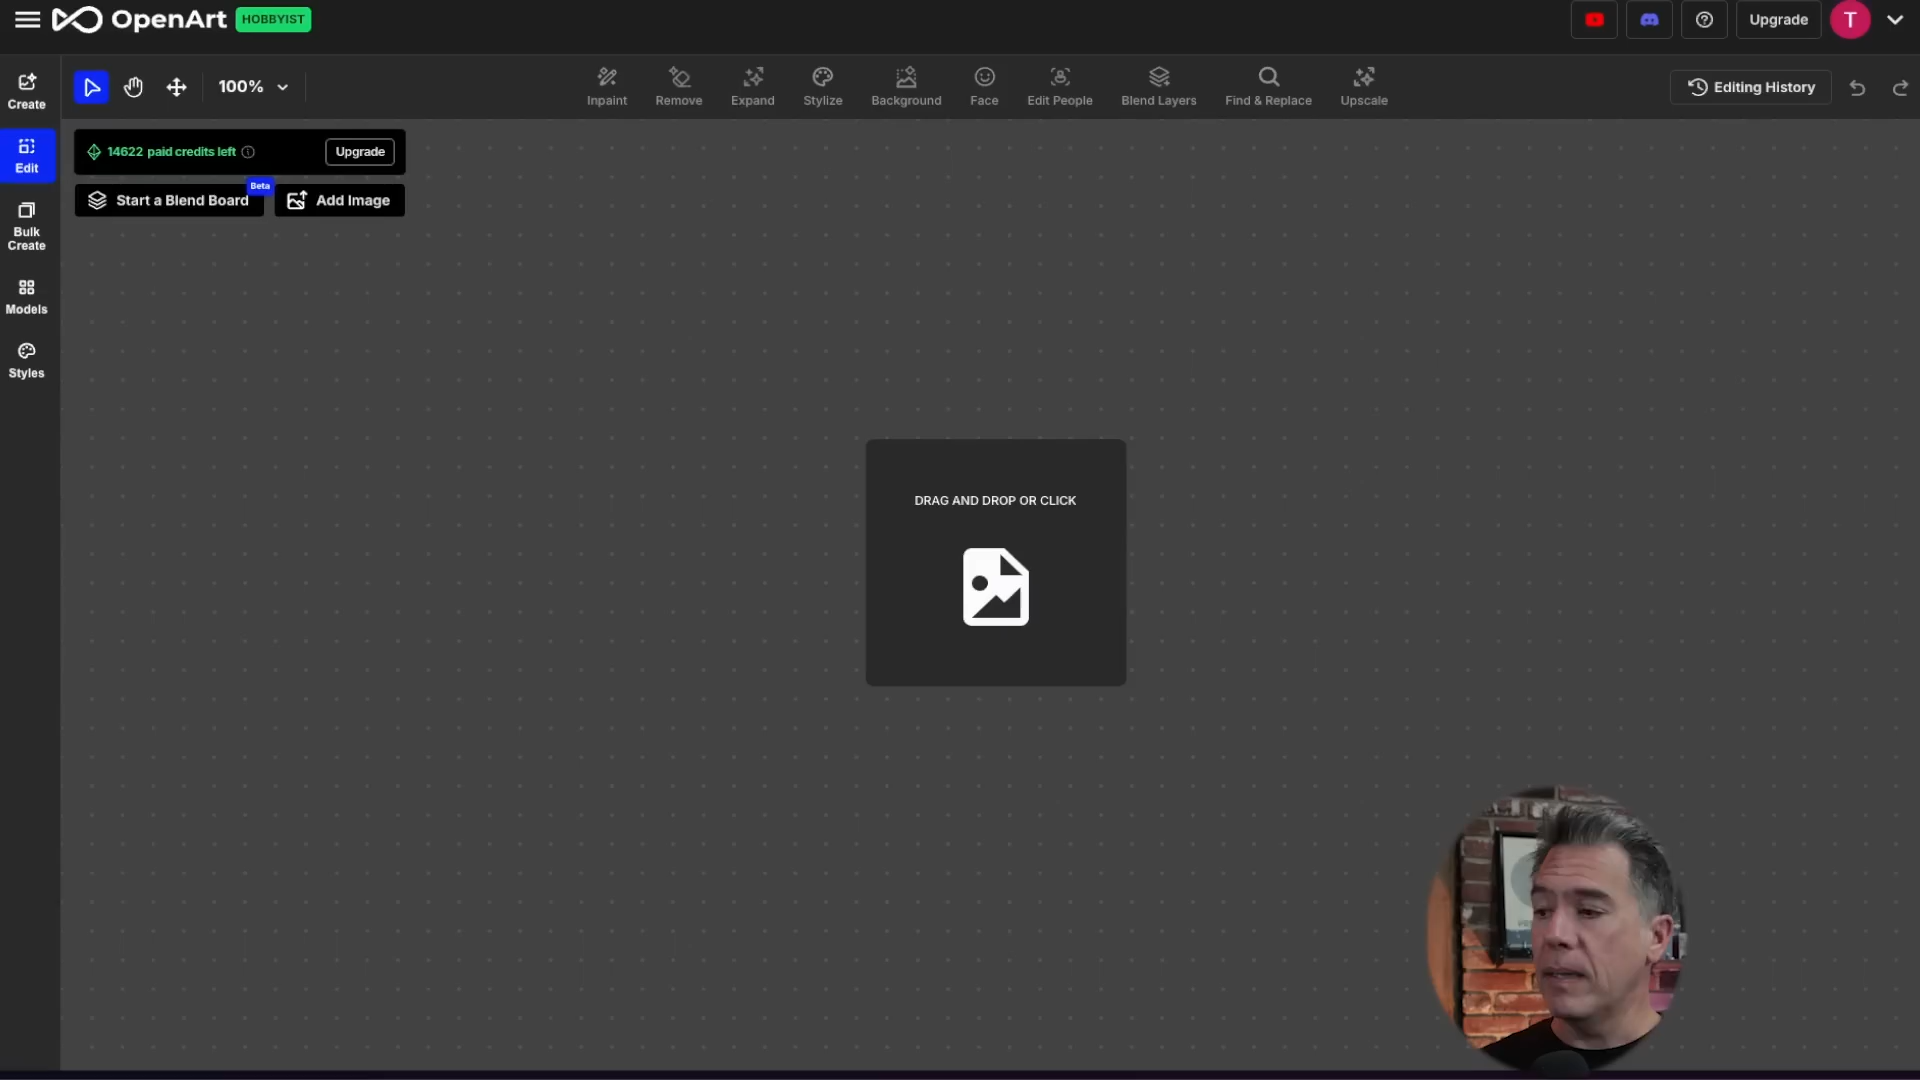 OpenArt HOBBYIST
Upgrade
T
Create
100%
Inpaint
Remove
Expand
Stylize
Background
Face
Edit People
Blend Layers
Find & Replace
Upscale
Editing History
14622 paid credits left
Upgrade
Edit
Beta
Start a Blend Board
Add Image
Bulk
Create
Models
Styles
DRAG AND DROP OR CLICK